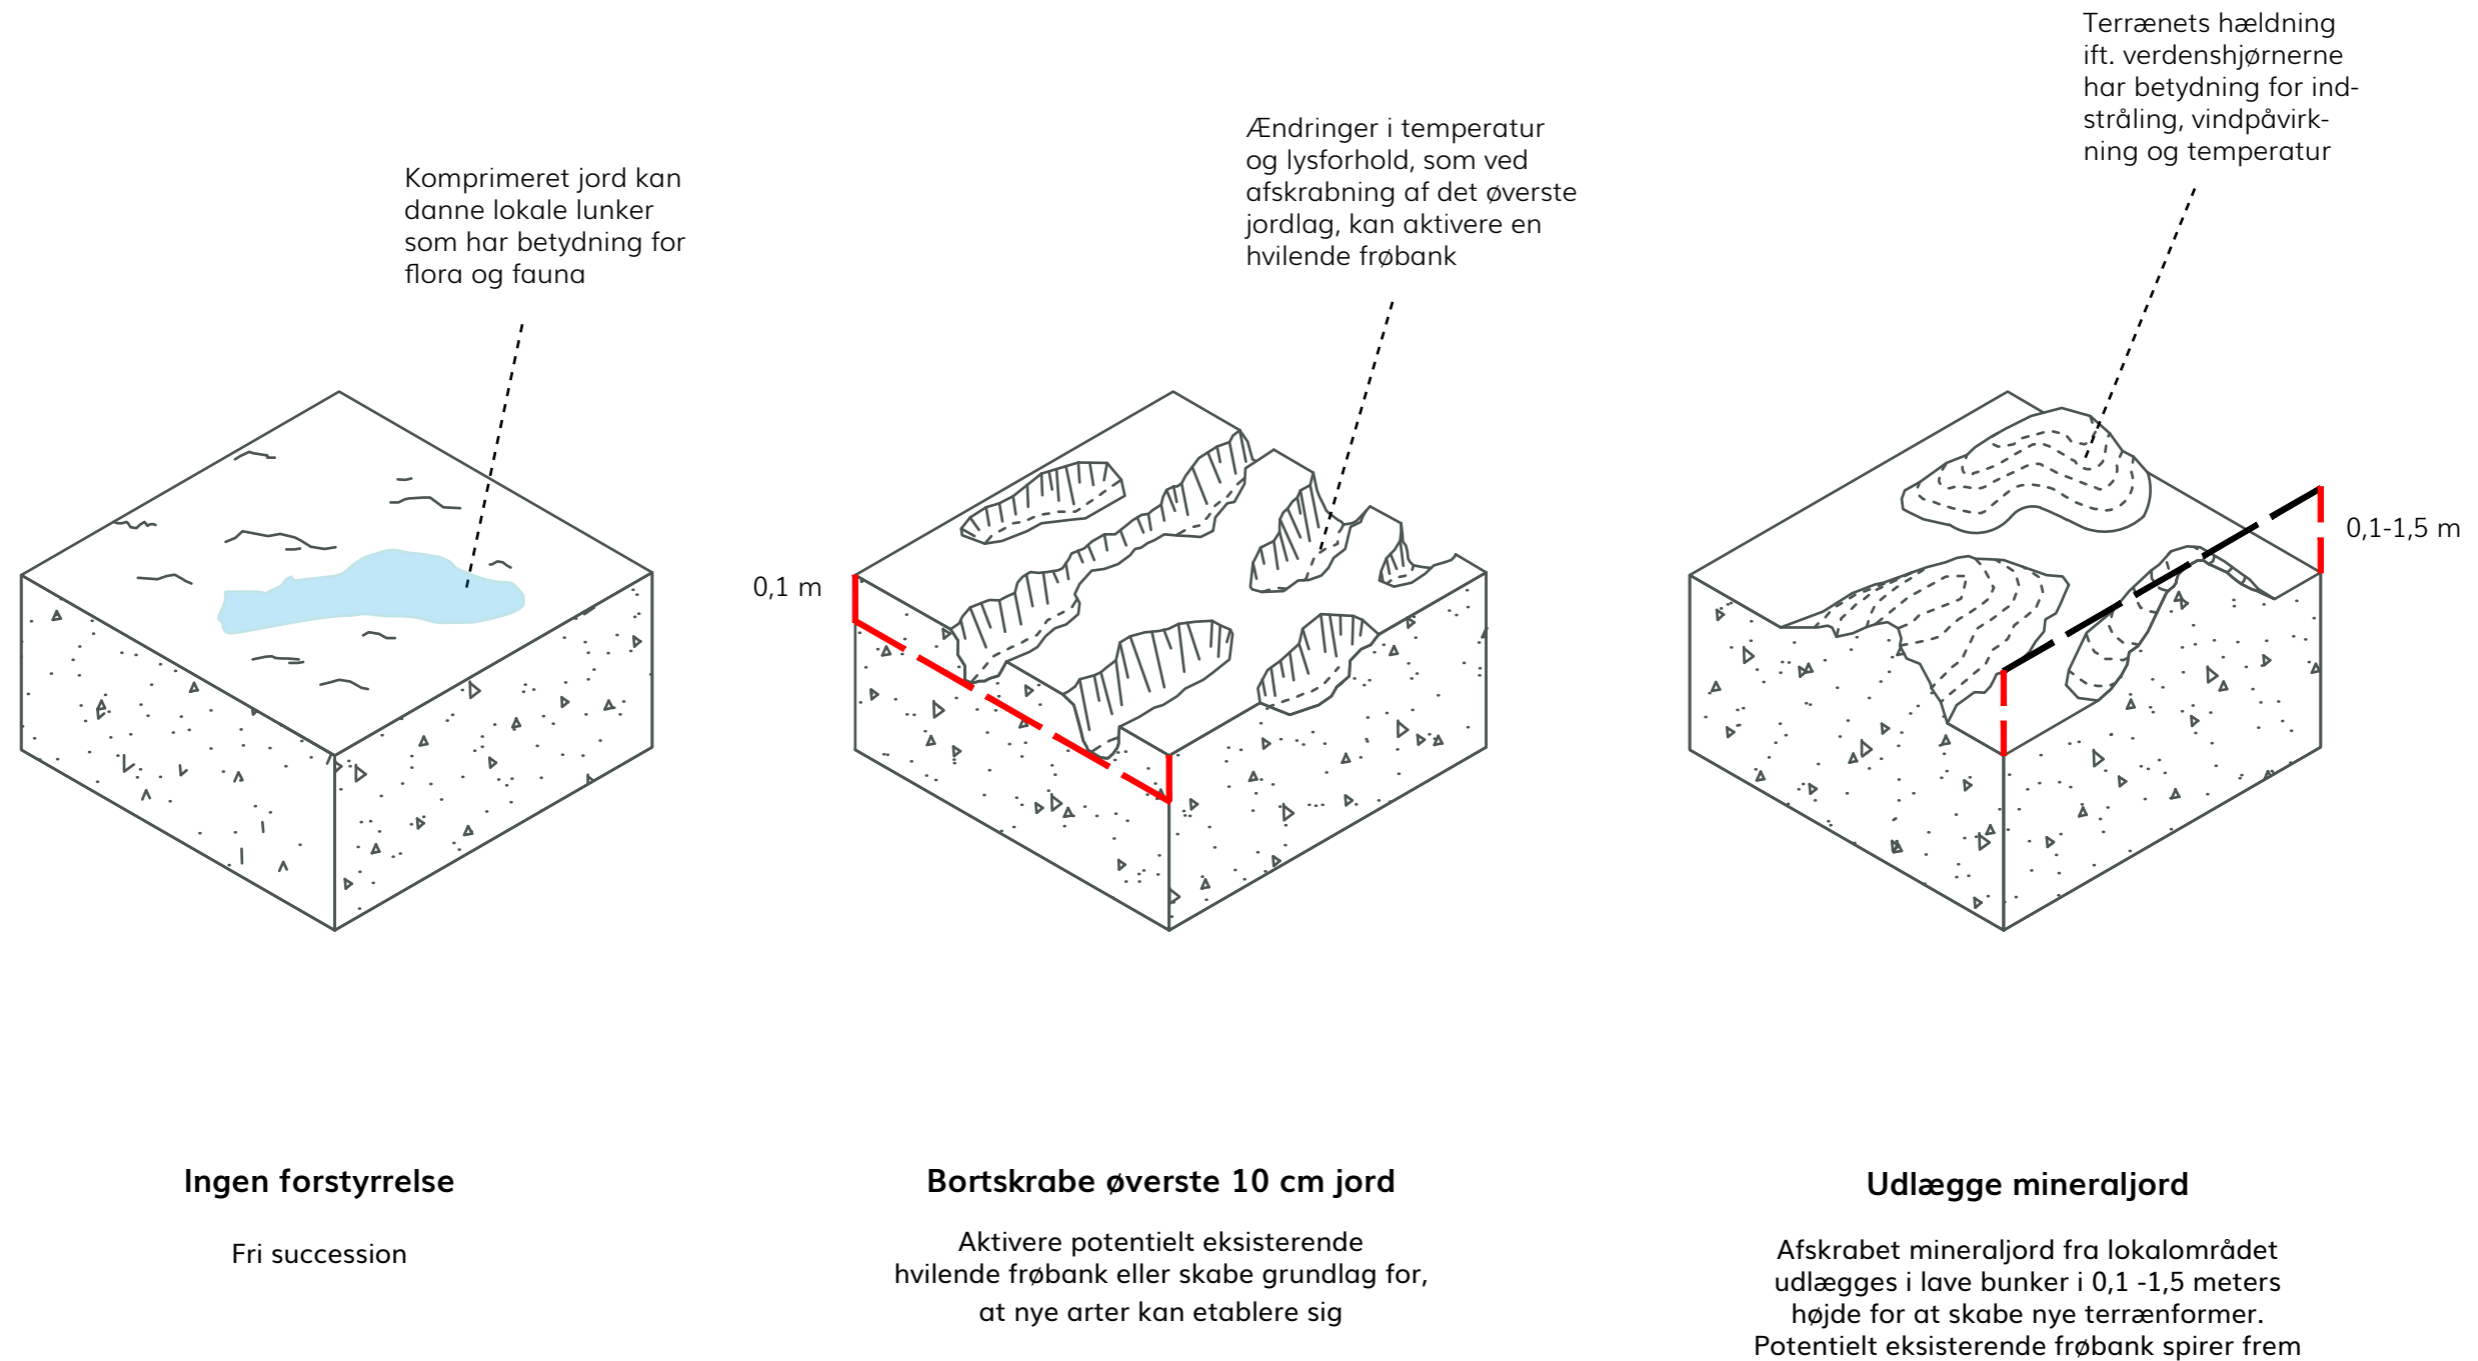 Komprimeret jord kan
danne lokale lunker
som har betydning for
flora og fauna
Ændringer i temperatur
og lysforhold, som ved
afskrabning af det øverste
jordlag, kan aktivere en
hvilende frøbank
Terrænets hældning
ift. verdenshjørnerne
har betydning for ind-
stråling, vindpåvirk-
ning og temperatur
0,1 m
0,1-1,5 m
Ingen forstyrrelse
Fri succession
Bortskrabe øverste 10 cm jord
Aktivere potentielt eksisterende
hvilende frøbank eller skabe grundlag for,
at nye arter kan etablere sig
Udlægge mineraljord
Afskrabet mineraljord fra lokalområdet
udlægges i lave bunker i 0,1 -1,5 meters
højde for at skabe nye terrænformer.
Potentielt eksisterende frøbank spirer frem